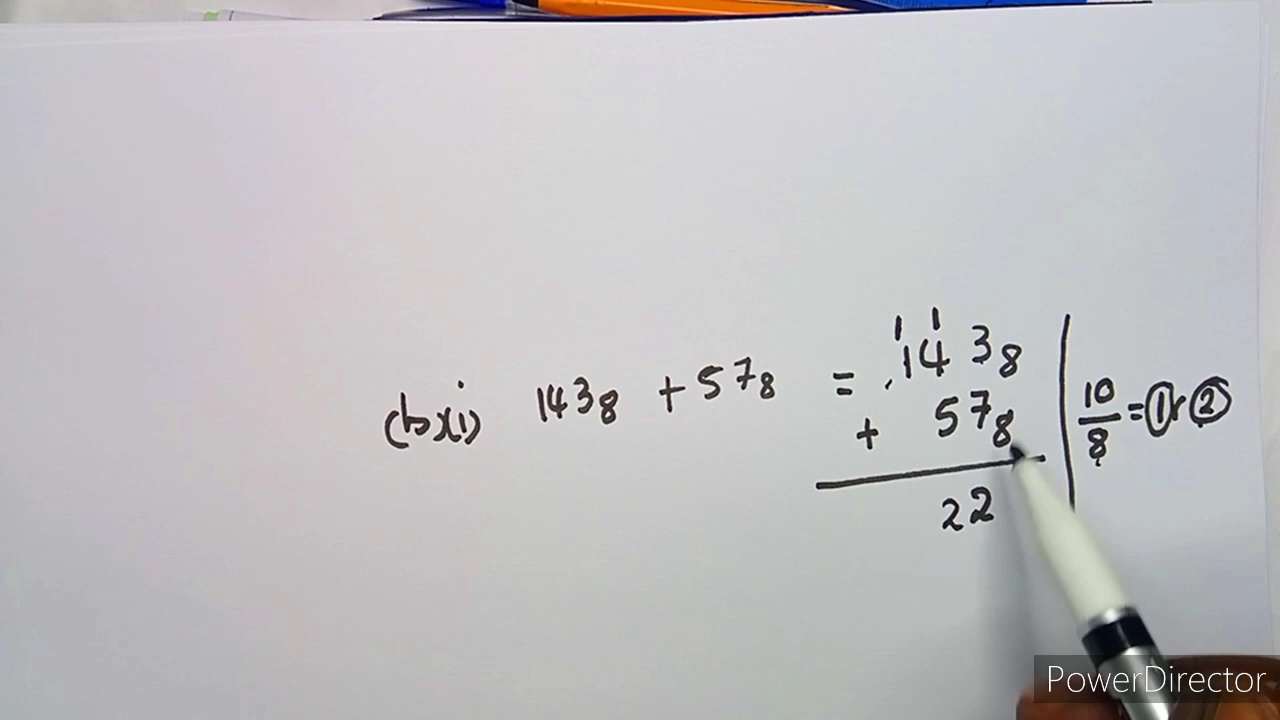 (b)(i) 143₈ + 57₈ =
1 1
143₈
+ 57₈
22
10/8 = 1 r 2
PowerDirector